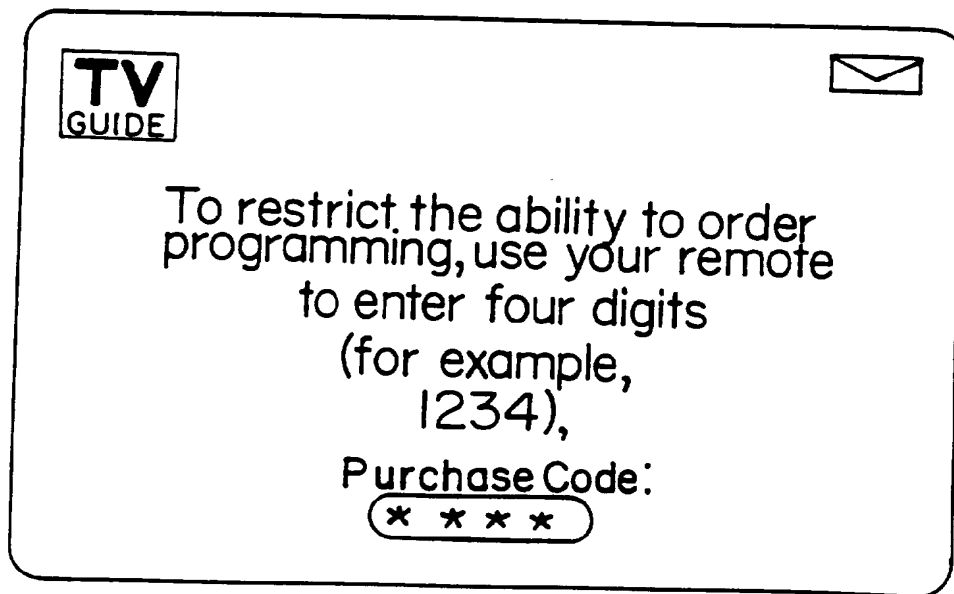 TV
GUIDE
To restrict the ability to order
programming, use your remote
to enter four digits
(for example,
1234),
Purchase Code:
* * * *